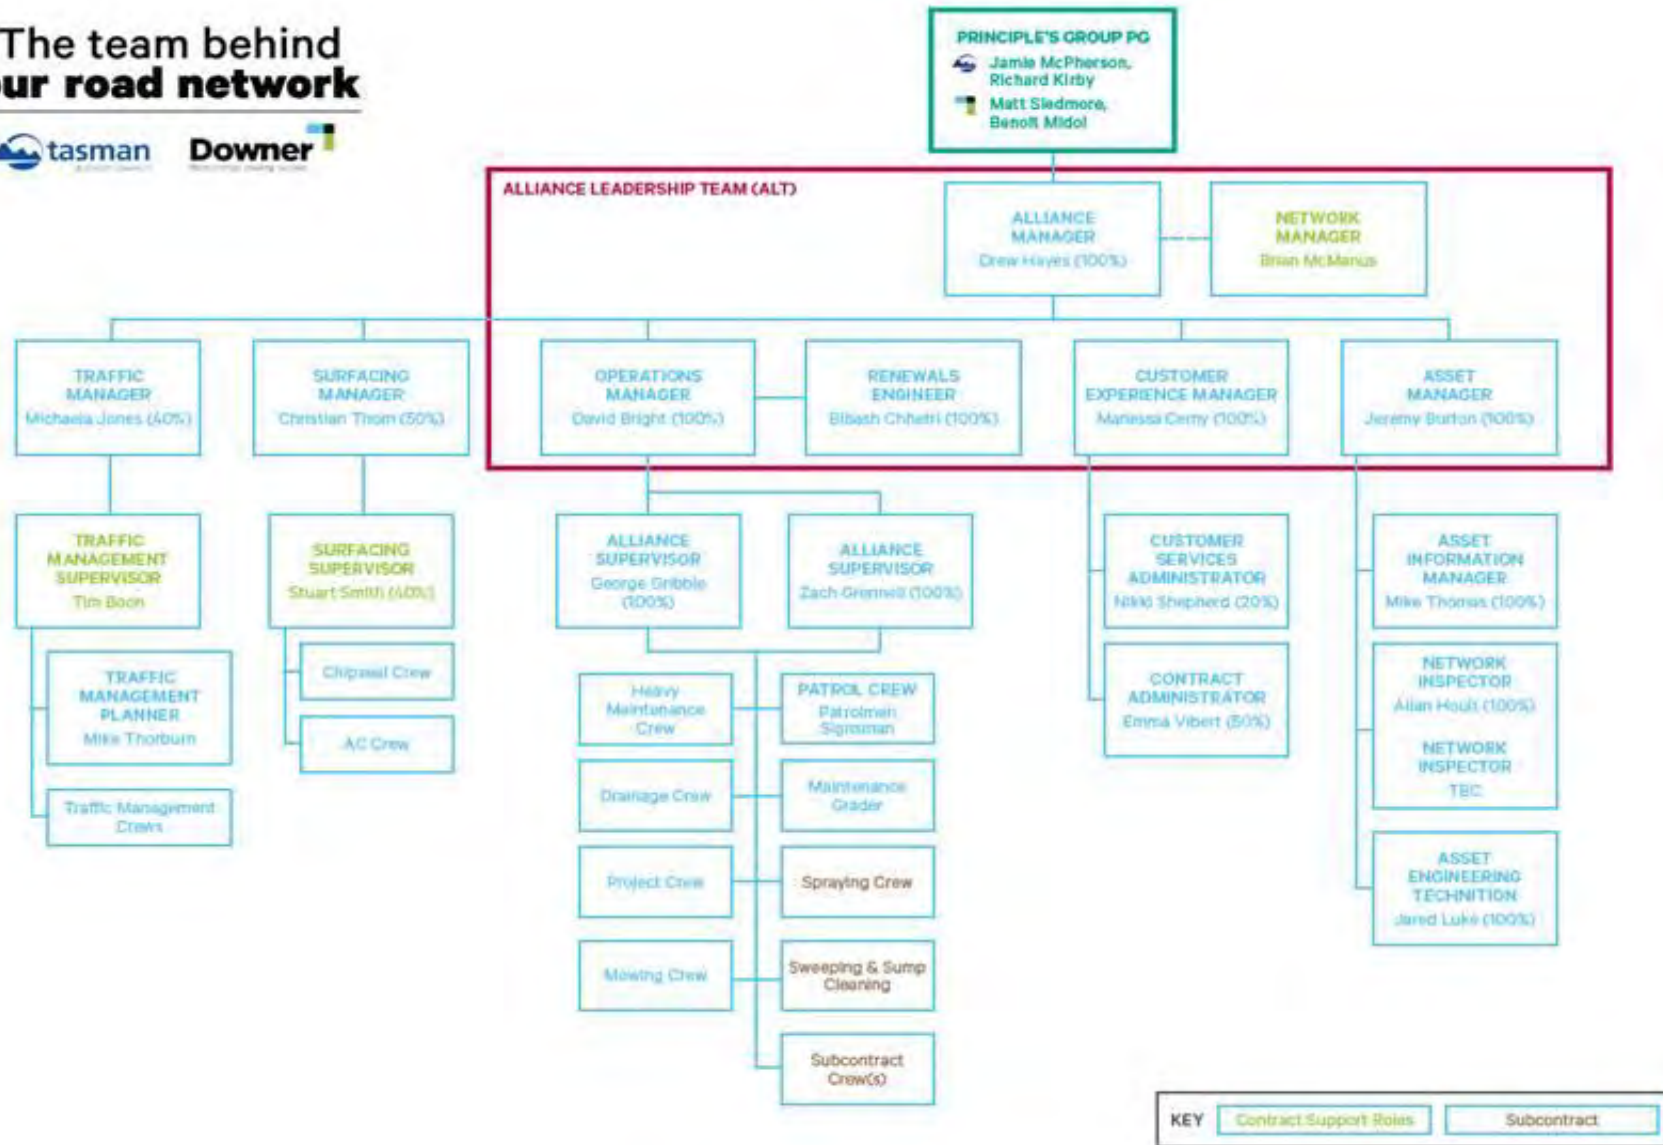 The team behind
ur road network
tasman
Downer
PRINCIPLE'S GROUP PG
Jamie McPherson,
Richard Kirby
Matt Sledmore,
Benoit Midol
ALLIANCE LEADERSHIP TEAM (ALT)
ALLIANCE
MANAGER
Drew Hayes (100%)
NETWORK
MANAGER
Brian McManus
TRAFFIC
MANAGER
Michaela Jones (40%)
SURFACING
MANAGER
Christian Thom (50%)
OPERATIONS
MANAGER
David Bright (100%)
RENEWALS
ENGINEER
Bibash Chhetri (100%)
CUSTOMER
EXPERIENCE MANAGER
Manessa Cerny (100%)
ASSET
MANAGER
Jeremy Burton (100%)
TRAFFIC
MANAGEMENT
SUPERVISOR
Tim Boon
SURFACING
SUPERVISOR
Stuart Smith (40%)
ALLIANCE
SUPERVISOR
George Gribble
(100%)
ALLIANCE
SUPERVISOR
Zach (100%)
CUSTOMER
SERVICES
ADMINISTRATOR
Nikki Shepherd (20%)
ASSET
INFORMATION
MANAGER
Mike Thomas (100%)
TRAFFIC
MANAGEMENT
PLANNER
Mike Thorburn
Traffic Management
Crews
Chipseal Crew
AC Crew
Heavy
Maintenance
Crew
PATROL CREW
Patrolmen
Signsman
Drainage Crew
Maintenance
Grader
Project Crew
Spraying Crew
Mowing Crew
Sweeping & Sump
Cleaning
Subcontract
Crew(s)
CONTRACT
ADMINISTRATOR
Emma Vibert (50%)
NETWORK
INSPECTOR
Allan Hoult (100%)
NETWORK
INSPECTOR
TBC
ASSET
ENGINEERING
TECHNITION
Jared Luke (100%)
KEY
Contract Support Roles
Subcontract